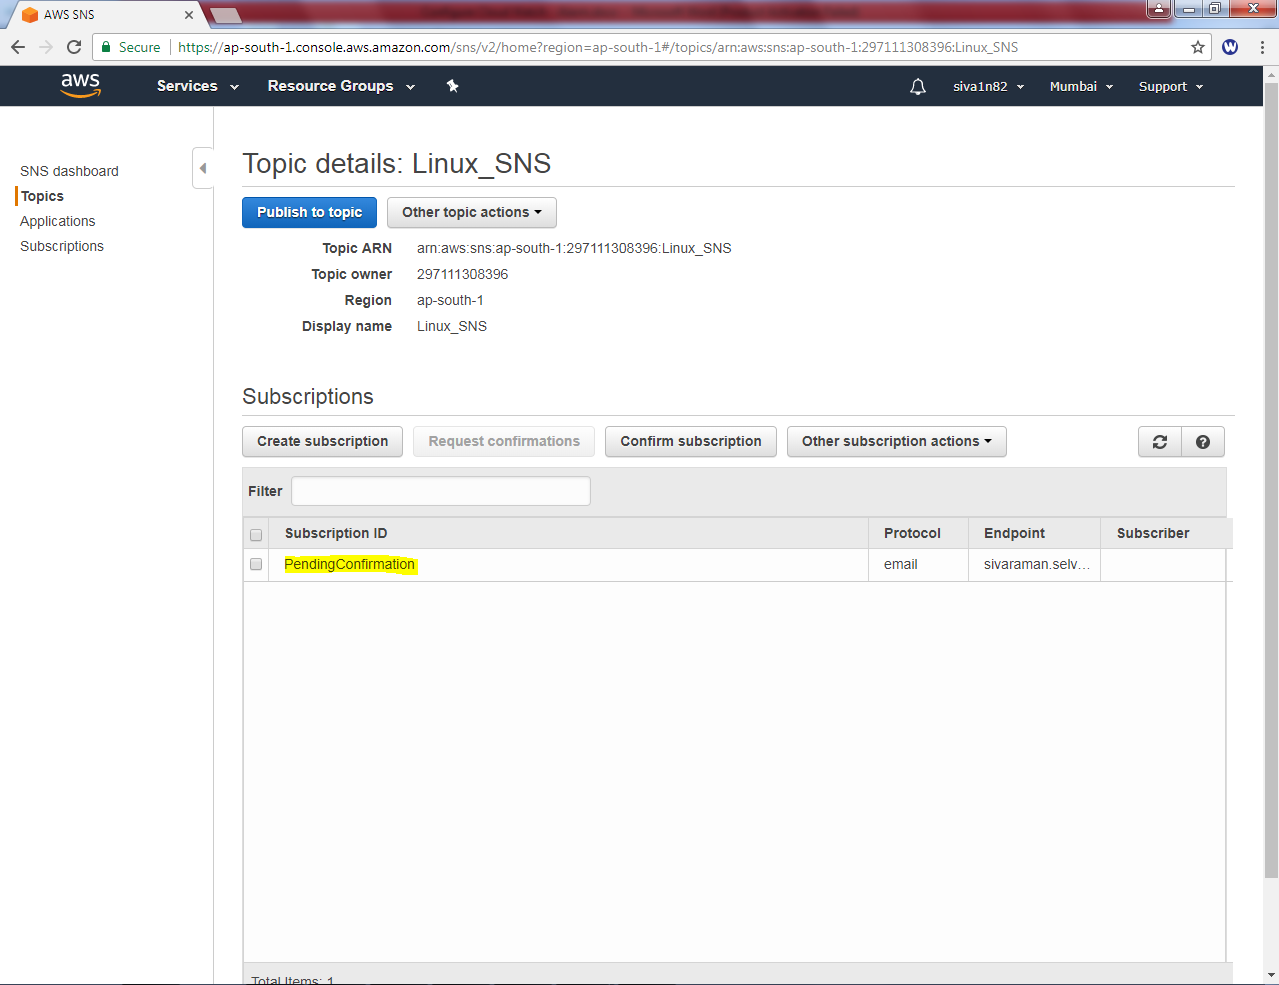 AWS SNS
Secure https://ap-south-1.console.aws.amazon.com/sns/v2/home?region=ap-south-1#/topics/arn:aws:sns:ap-south-1:297111308396:Linux_SNS
W
aws Services Resource Groups siva1n82 Mumbai Support
SNS dashboard
Topics
Applications
Subscriptions
Topic details: Linux_SNS
Publish to topic Other topic actions
Topic ARN arn:aws:sns:ap-south-1:297111308396:Linux_SNS
Topic owner 297111308396
Region ap-south-1
Display name Linux_SNS
Subscriptions
Create subscription Request confirmations Confirm subscription Other subscription actions ?
Filter
Subscription ID Protocol Endpoint Subscriber
PendingConfirmation email sivaraman.selv...
Total Items: 1